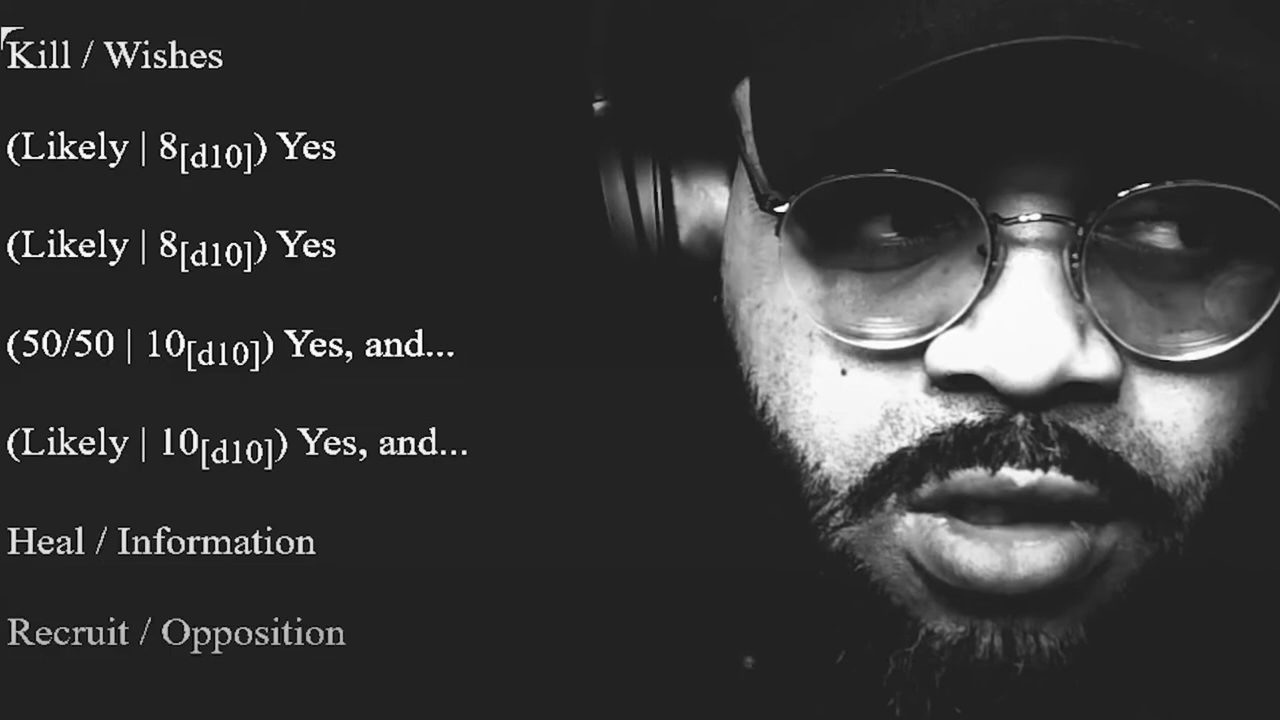 Kill / Wishes
(Likely | 8[d10]) Yes
(Likely | 8[d10]) Yes
(50/50 | 10[d10]) Yes, and...
(Likely | 10[d10]) Yes, and...
Heal / Information
Recruit / Opposition